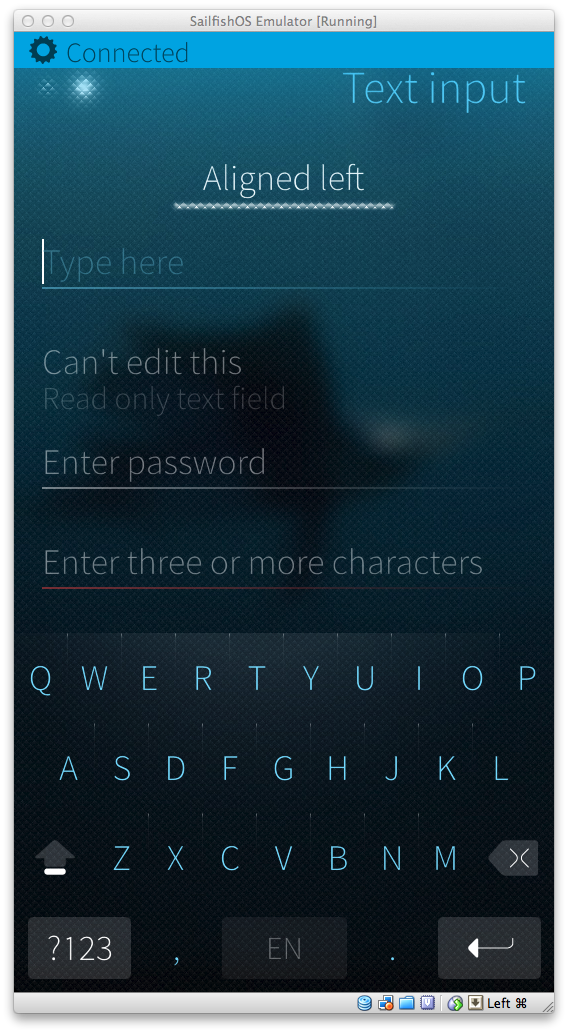 SailfishOS Emulator [Running]
Connected
Text input
Aligned left
Type here
Can't edit this
Read only text field
Enter password
Enter three or more characters
Q W E R T Y U I O P
A S D F G H J K L
Z X C V B N M
?123 , EN .
Left ⌘